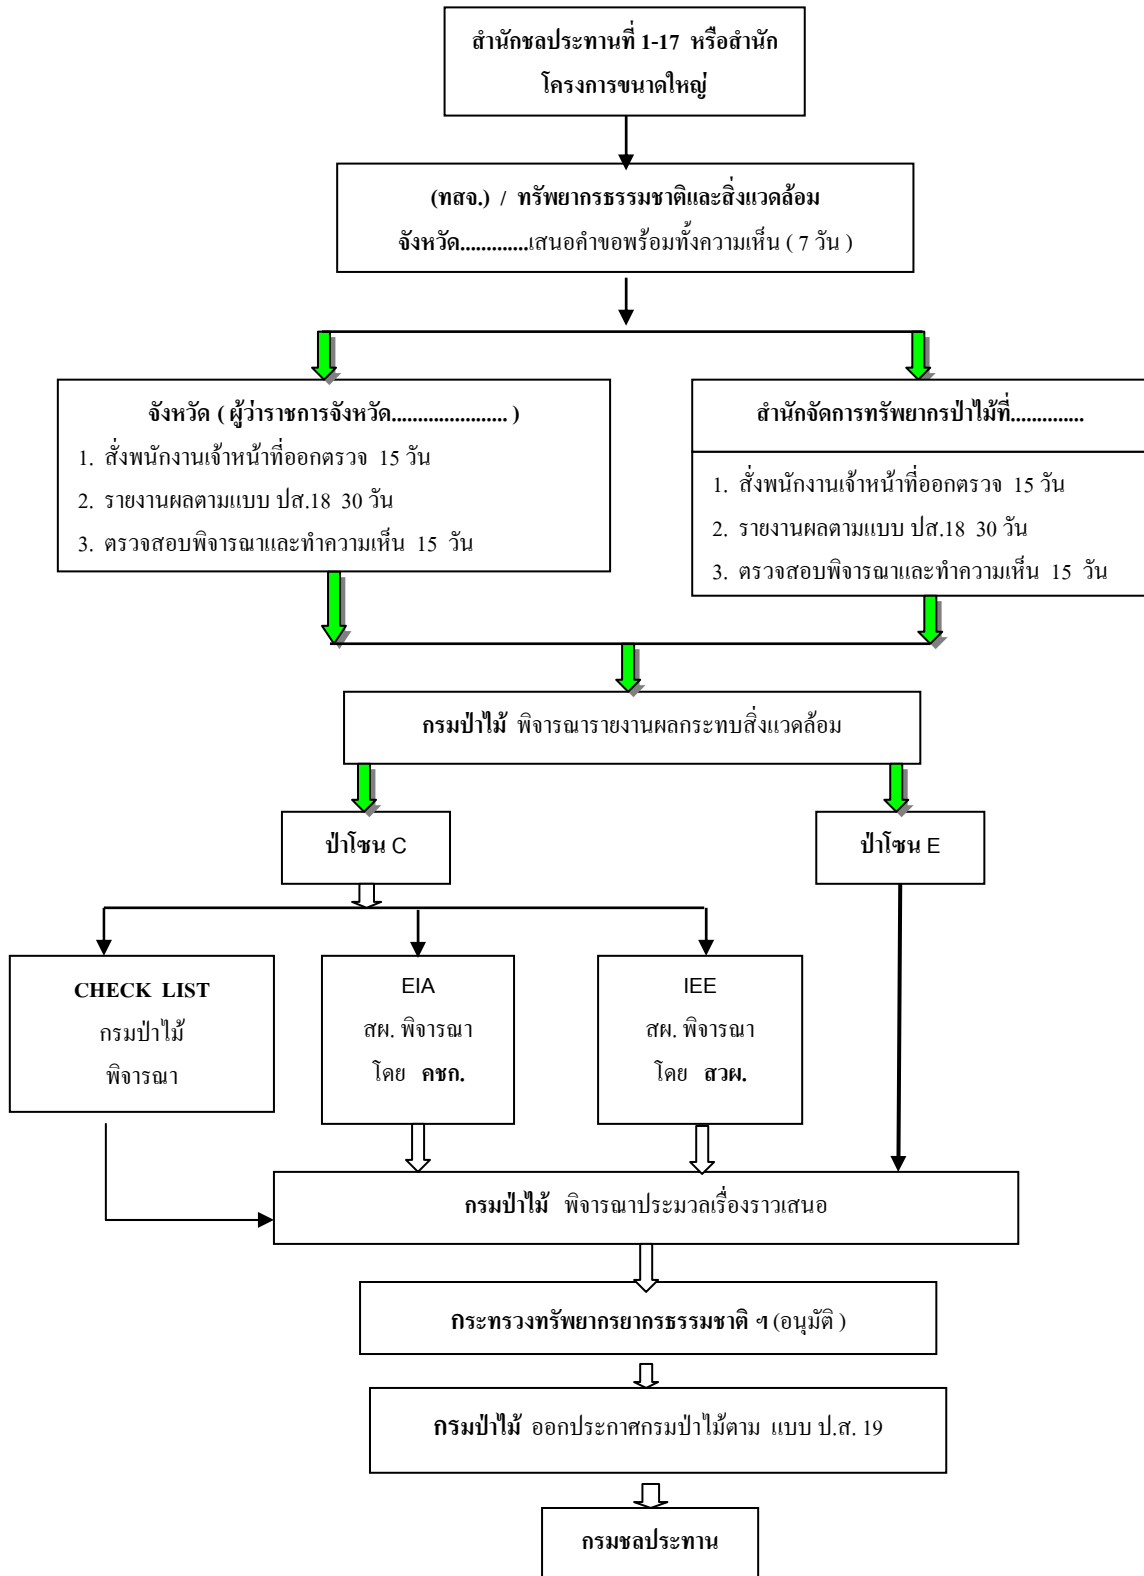 สำนักชลประทานที่ 1-17 หรือสำนัก
โครงการขนาดใหญ่
(ทสจ.) / ทรัพยากรธรรมชาติและสิ่งแวดล้อม
จังหวัด.............เสนอคำขอพร้อมทั้งความเห็น ( 7 วัน )
จังหวัด ( ผู้ว่าราชการจังหวัด...................... )
1. สั่งพนักงานเจ้าหน้าที่ออกตรวจ 15 วัน
2. รายงานผลตามแบบ ปส.18 30 วัน
3. ตรวจสอบพิจารณาและทำความเห็น 15 วัน
สำนักจัดการทรัพยากรป่าไม้ที่..............
1. สั่งพนักงานเจ้าหน้าที่ออกตรวจ 15 วัน
2. รายงานผลตามแบบ ปส.18 30 วัน
3. ตรวจสอบพิจารณาและทำความเห็น 15 วัน
กรมป่าไม้ พิจารณารายงานผลกระทบสิ่งแวดล้อม
ป่าโซน C
ป่าโซน E
CHECK LIST
กรมป่าไม้
พิจารณา
EIA
สผ. พิจารณา
โดย คชก.
IEE
สผ. พิจารณา
โดย สวผ.
กรมป่าไม้ พิจารณาประมวลเรื่องราวเสนอ
กระทรวงทรัพยากรยากรธรรมชาติ ฯ (อนุมัติ )
กรมป่าไม้ ออกประกาศกรมป่าไม้ตาม แบบ ป.ส. 19
กรมชลประทาน